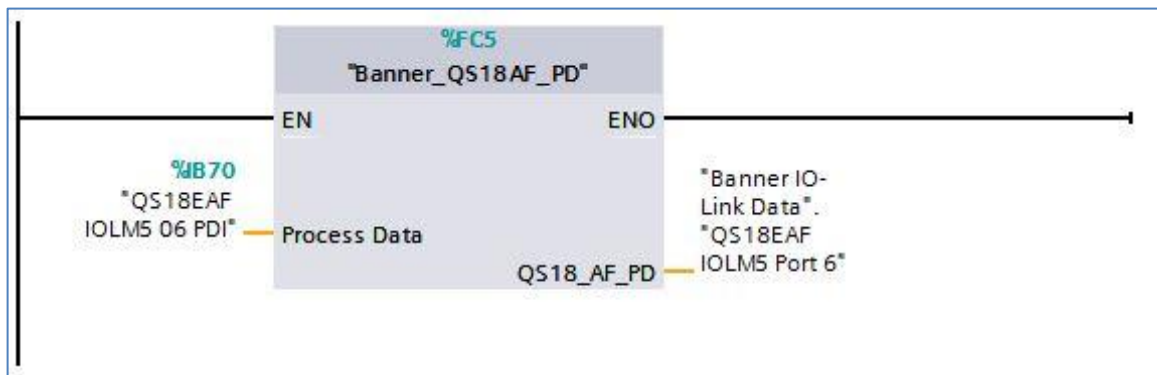 %FC5
"Banner_QS18AF_PD"
EN
ENO
%IB70
"QS18EAF
IOLM5 06 PDI"
Process Data
"Banner IO-
Link Data".
"QS18EAF
IOLM5 Port 6"
QS18_AF_PD